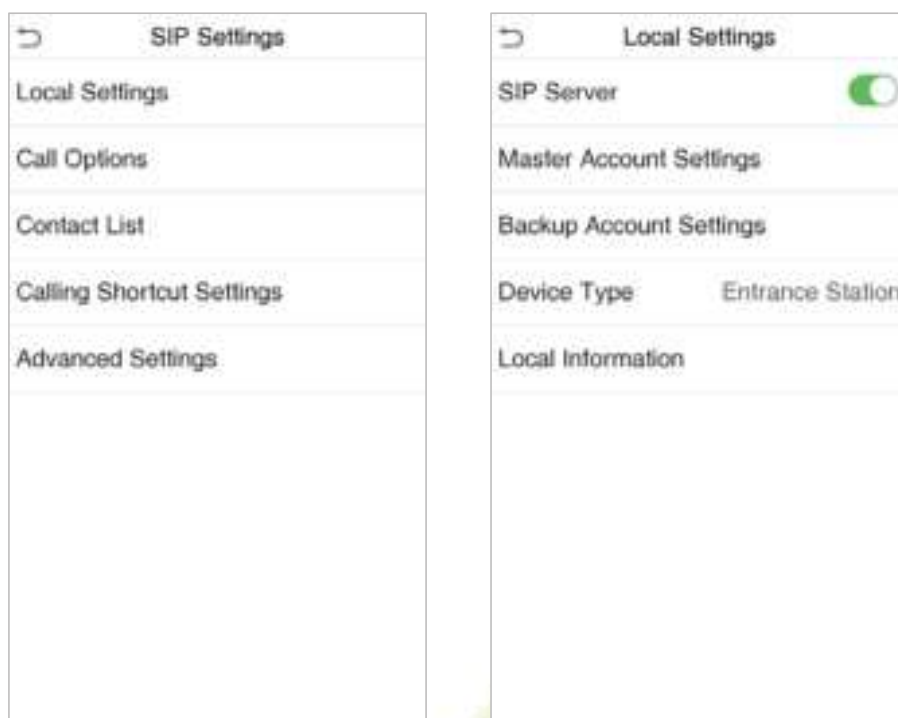 SIP Settings
Local Settings
Call Options
Contact List
Calling Shortcut Settings
Advanced Settings
Local Settings
SIP Server
Master Account Settings
Backup Account Settings
Device Type Entrance Station
Local Information